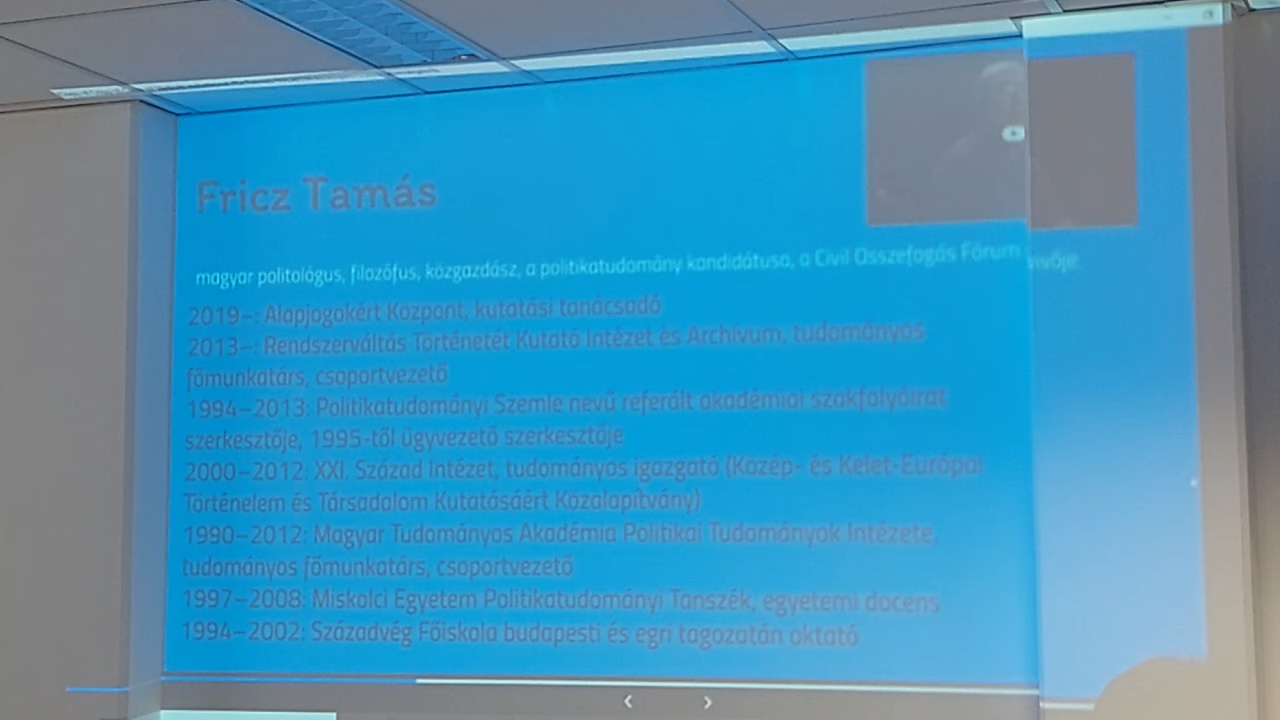 Fricz Tamás
magyar politológus, filozófus, közgazdász, a politikatudomány kandidátusa, a Civil Összefogás Fórum
2019–: Alapjogokért Központ, kutatási tanácsadó
2013–: Rendszerváltás Történetét Kutató Intézet és Archívum, tudományos
főmunkatárs, csoportvezető
1994–2013: Politikatudományi Szemle nevű referált akadémiai szakfolyóirat
szerkesztője, 1995-től ügyvezető szerkesztője
2000–2012: XXI. Század Intézet, tudományos igazgató (Közép- és Kelet-Európai
Történelem és Társadalom Kutatásáért Közalapítvány)
1990–2012: Magyar Tudományos Akadémia Politikai Tudományok Intézete,
tudományos főmunkatárs, csoportvezető
1997–2008: Miskolci Egyetem Politikatudományi Tanszék, egyetemi docens
1994–2002: Századvég Főiskola budapesti és egri tagozatán oktató